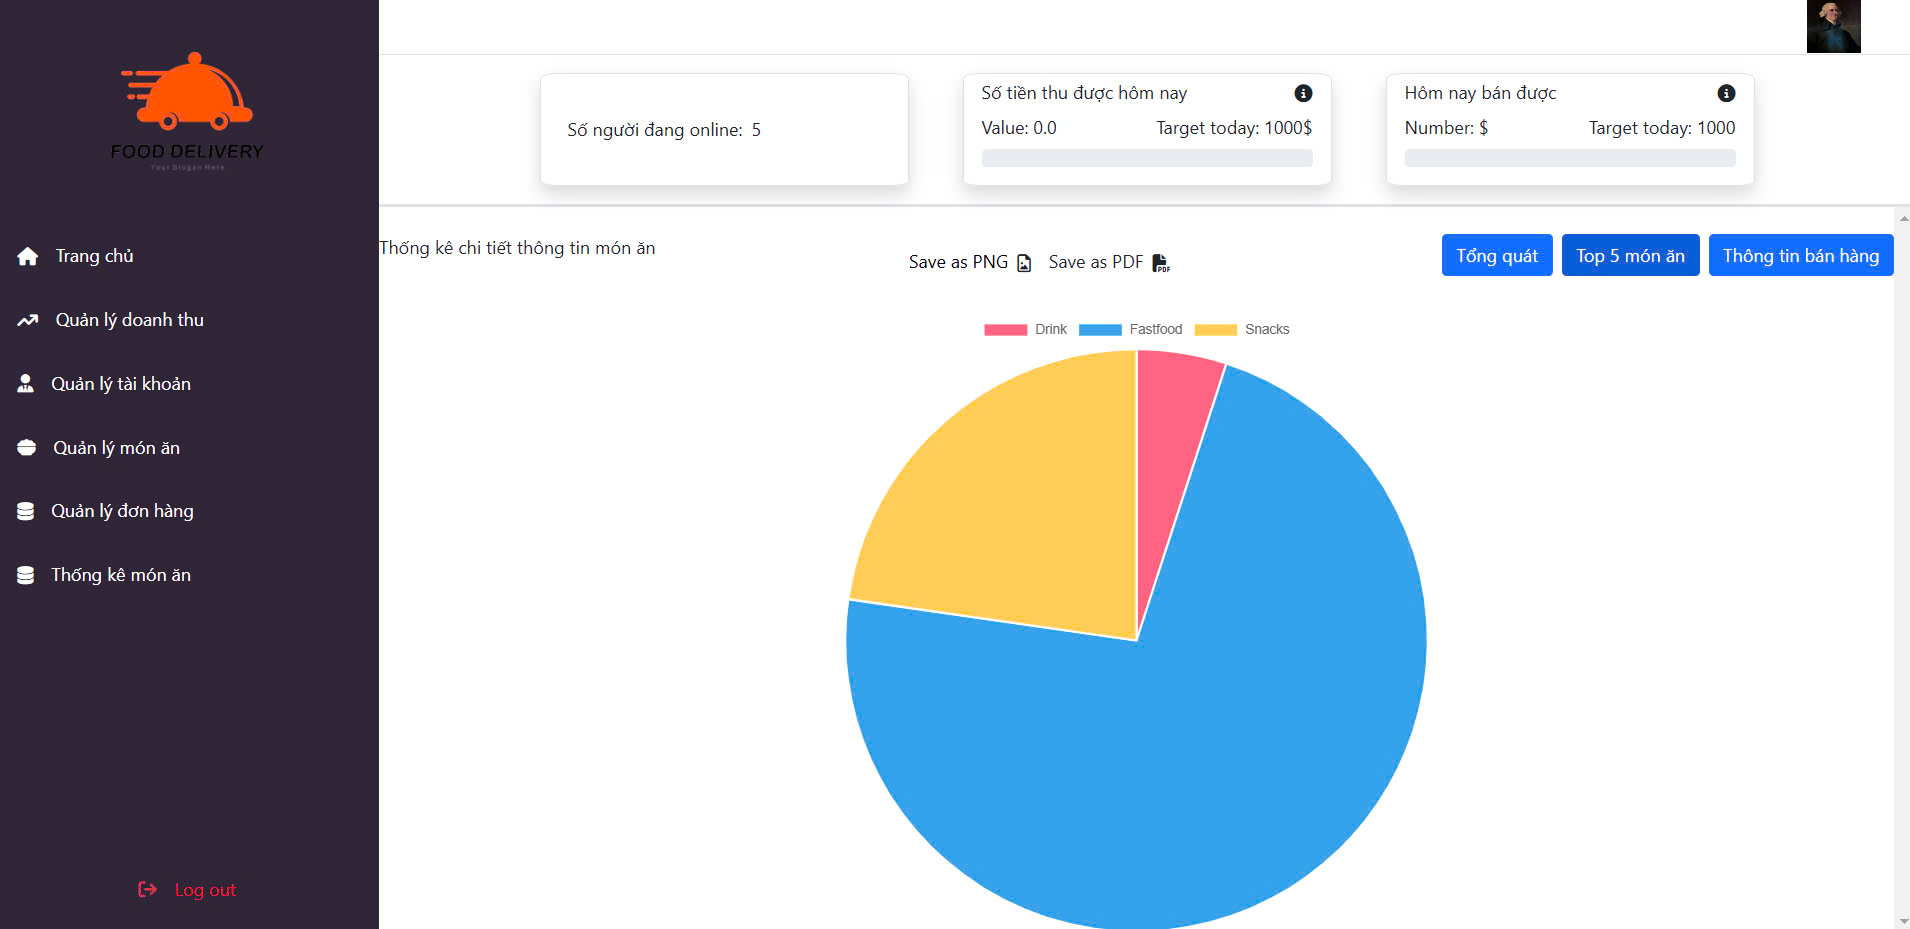 FOOD DELIVERY
Your Slogan Here
Trang chủ
Quản lý doanh thu
Quản lý tài khoản
Quản lý món ăn
Quản lý đơn hàng
Thống kê món ăn
Log out
Số người đang online: 5
Số tiền thu được hôm nay
Value: 0.0 Target today: 1000$
Hôm nay bán được
Number: $ Target today: 1000
Thống kê chi tiết thông tin món ăn
Save as PNG Save as PDF
Tổng quát Top 5 món ăn Thông tin bán hàng
Drink Fastfood Snacks